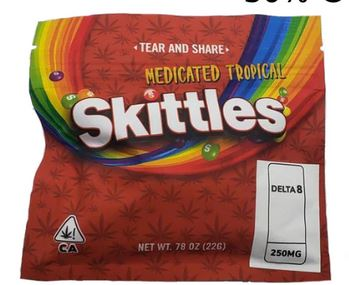 TEAR AND SHARE
MEDICATED TROPICAL
Skittles
DELTA 8
250MG
CA
NET WT. 78 OZ (22G)